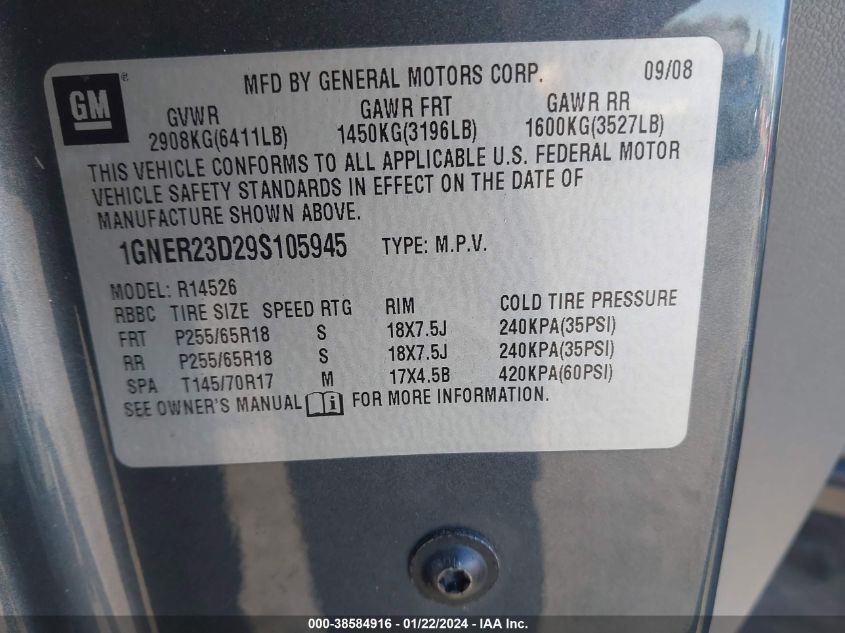 GM ®
MFD BY GENERAL MOTORS CORP. 09/08
GVWR GAWR FRT GAWR RR
2908KG(6411LB) 1450KG(3196LB) 1600KG(3527LB)
THIS VEHICLE CONFORMS TO ALL APPLICABLE U.S. FEDERAL MOTOR
VEHICLE SAFETY STANDARDS IN EFFECT ON THE DATE OF
MANUFACTURE SHOWN ABOVE.
1GNER23D29S105945 TYPE: M.P.V.
MODEL: R14526
RBBC TIRE SIZE SPEED RTG RIM COLD TIRE PRESSURE
FRT P255/65R18 S 18X7.5J 240KPA(35PSI)
RR P255/65R18 S 18X7.5J 240KPA(35PSI)
SPA T145/70R17 M 17X4.5B 420KPA(60PSI)
SEE OWNER'S MANUAL i FOR MORE INFORMATION.
000-38584916 - 01/22/2024 - IAA Inc.